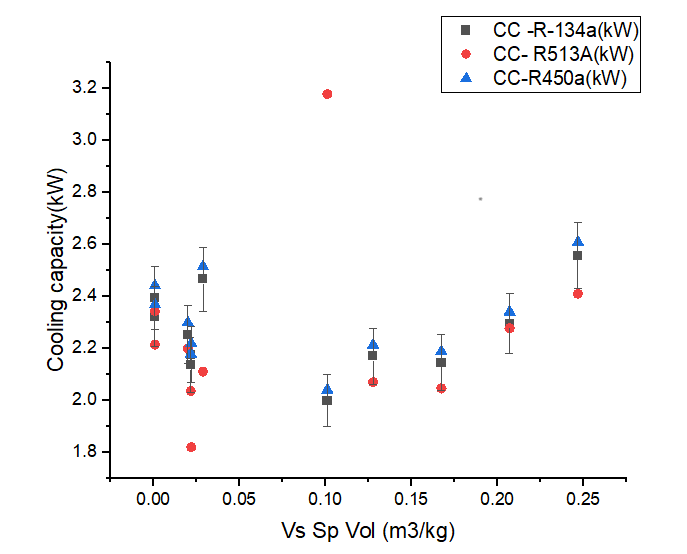 CC -R-134a(kW)
CC- R513A(kW)
CC-R450a(kW)
3.2
3.0
2.8
2.6
2.4
2.2
2.0
1.8
Cooling capacity(kW)
0.00 0.05 0.10 0.15 0.20 0.25
Vs Sp Vol (m3/kg)